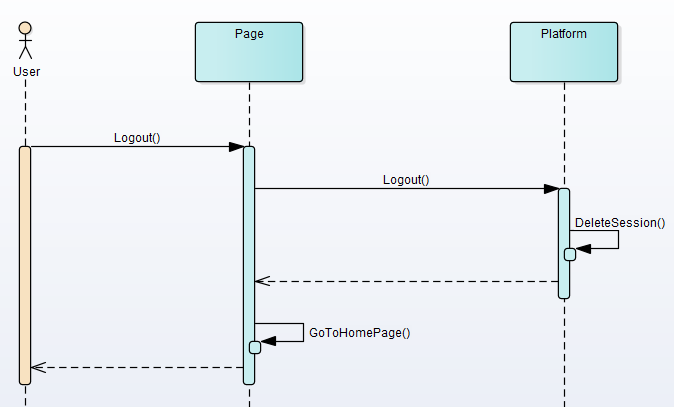 Page
Platform
User
Logout()
Logout()
DeleteSession()
GoToHomePage()